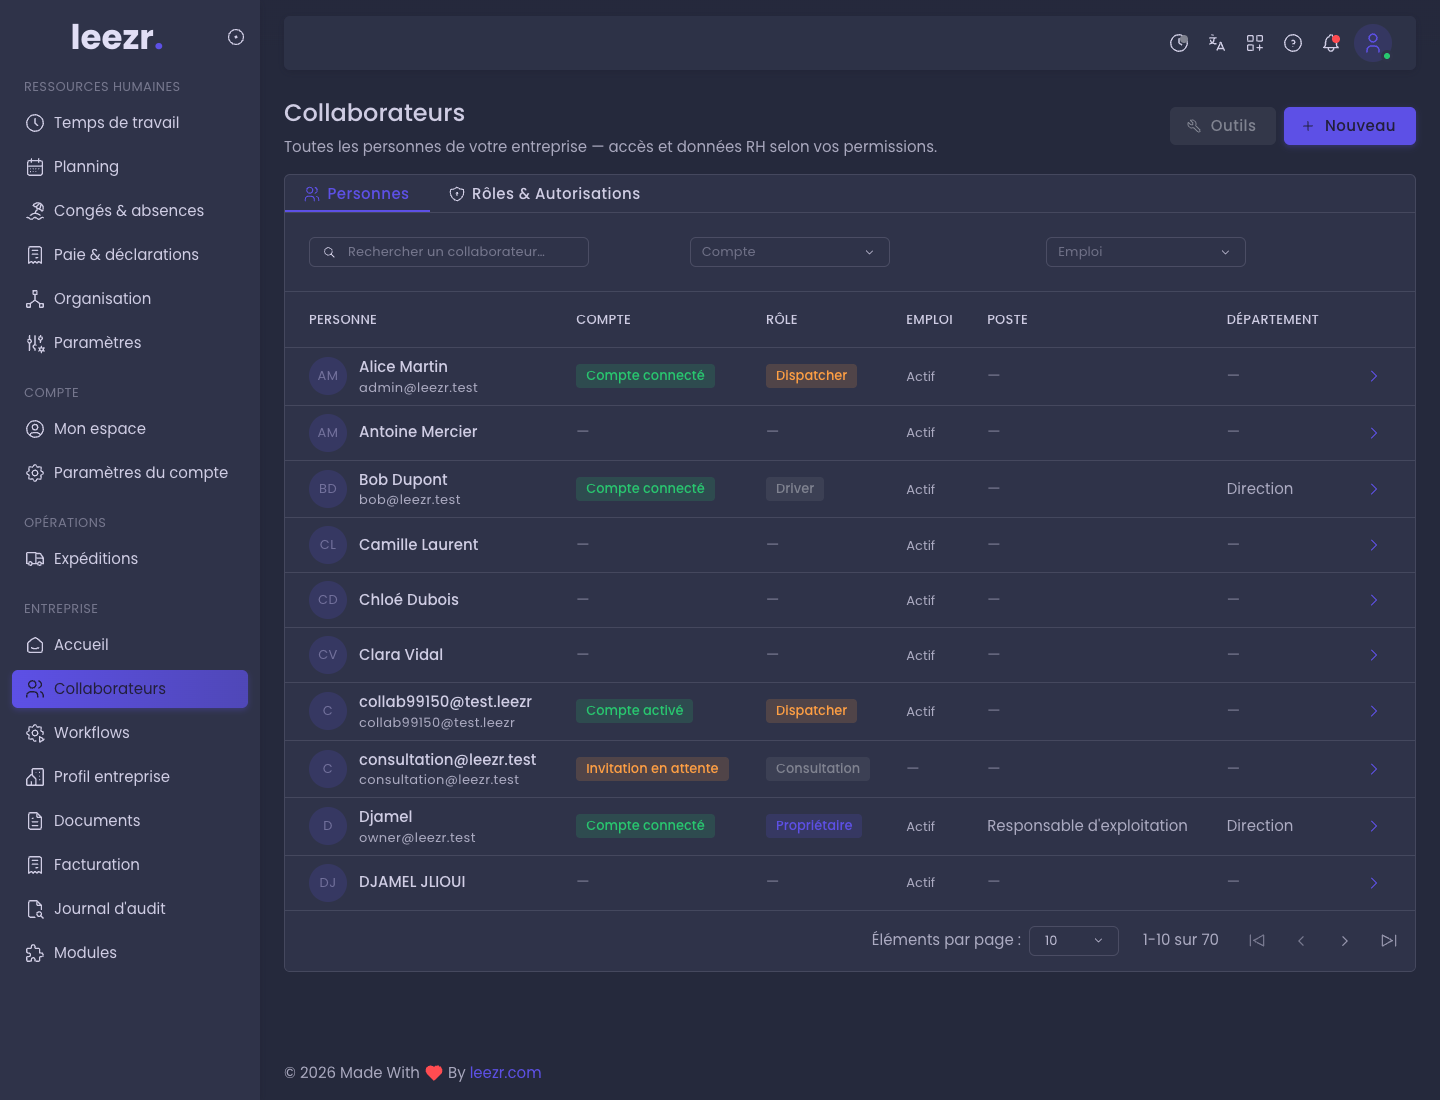 leezr.
RESSOURCES HUMAINES
Temps de travail
Planning
Congés & absences
Paie & déclarations
Organisation
Paramètres
COMPTE
Mon espace
Paramètres du compte
OPÉRATIONS
Expéditions
ENTREPRISE
Accueil
Collaborateurs
Workflows
Profil entreprise
Documents
Facturation
Journal d'audit
Modules
Collaborateurs
Toutes les personnes de votre entreprise — accès et données RH selon vos permissions.
Outils
Nouveau
Personnes
Rôles & Autorisations
Rechercher un collaborateur...
Compte
Emploi
PERSONNE COMPTE RÔLE EMPLOI POSTE DÉPARTEMENT
AM Alice Martin Compte connecté Dispatcher Actif — —
admin@leezr.test
AM Antoine Mercier — — Actif — —
BD Bob Dupont Compte connecté Driver Actif — Direction
bob@leezr.test
CL Camille Laurent — — Actif — —
CD Chloé Dubois — — Actif — —
CV Clara Vidal — — Actif — —
C collab99150@test.leezr Compte activé Dispatcher Actif — —
collab99150@test.leezr
C consultation@leezr.test Invitation en attente Consultation — — —
consultation@leezr.test
D Djamel Compte connecté Propriétaire Actif Responsable d'exploitation Direction
owner@leezr.test
DJ DJAMEL JLIOUI — — Actif — —
Éléments par page : 10 1-10 sur 70
© 2026 Made With By leezr.com